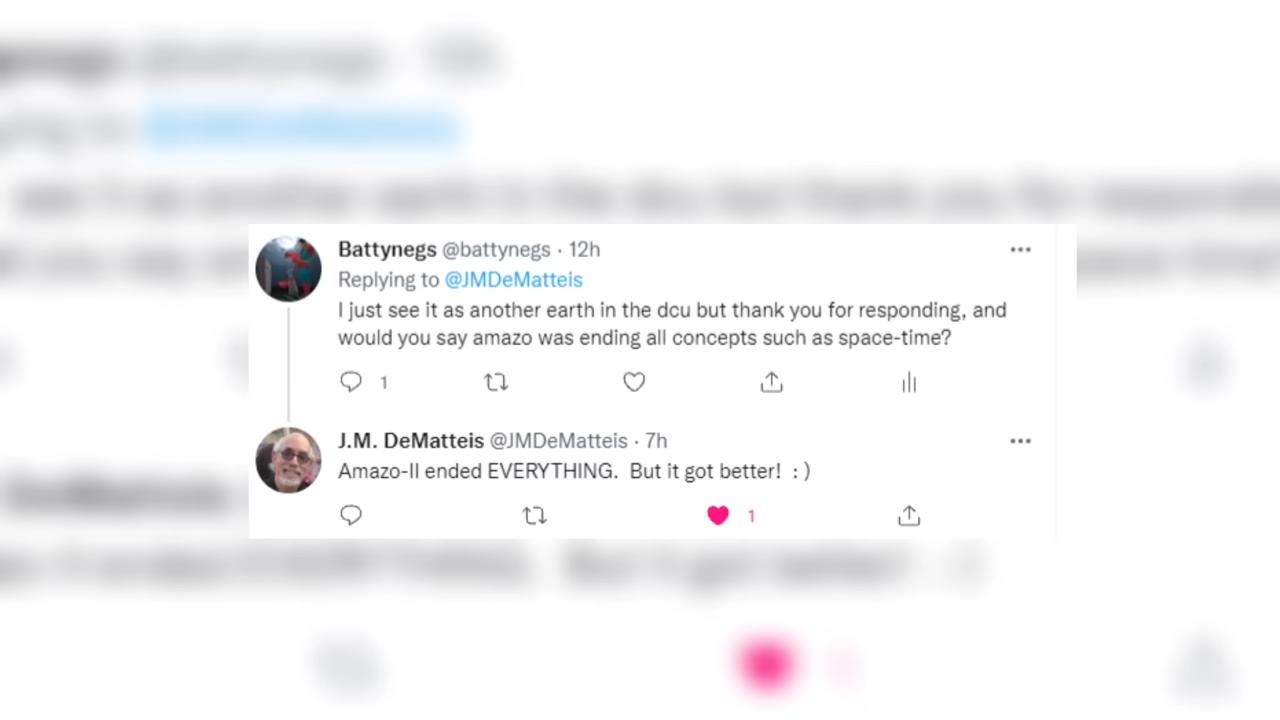 Battynegs @battynegs · 12h
Replying to @JMDeMatteis
I just see it as another earth in the dcu but thank you for responding, and
would you say amazo was ending all concepts such as space-time?
1
J.M. DeMatteis @JMDeMatteis · 7h
Amazo-II ended EVERYTHING.  But it got better!  : )
1